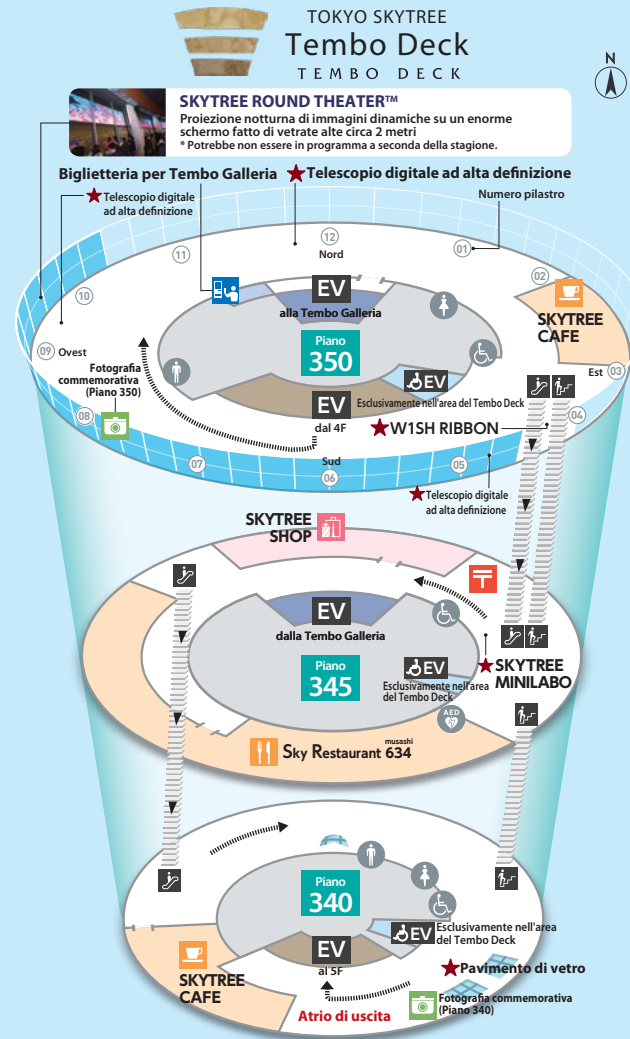 TOKYO SKYTREE
Tembo Deck
TEMBO DECK
N
SKYTREE ROUND THEATER™
Proiezione notturna di immagini dinamiche su un enorme
schermo fatto di vetrate alte circa 2 metri
* Potrebbe non essere in programma a seconda della stagione.
Biglietteria per Tembo Galleria
★Telescopio digitale ad alta definizione
★Telescopio digitale
ad alta definizione
Numero pilastro
12
Nord
01
11
02
10
EV
alla Tembo Galleria
SKYTREE
CAFE
Piano
350
09 Ovest
Est 03
Fotografia
commemorativa
(Piano 350)
EV
Esclusivamente nell'area del Tembo Deck
EV
dal 4F
08
04
★W1SH RIBBON
07
Sud
06
05
★Telescopio digitale
ad alta definizione
SKYTREE
SHOP
EV
dalla Tembo Galleria
Piano
345
EV
Esclusivamente nell'area
del Tembo Deck
★SKYTREE
MINILABO
AED
musashi
Sky Restaurant 634
Piano
340
EV
Esclusivamente nell'area
del Tembo Deck
EV
al 5F
SKYTREE
CAFE
★Pavimento di vetro
Fotografia commemorativa
(Piano 340)
Atrio di uscita